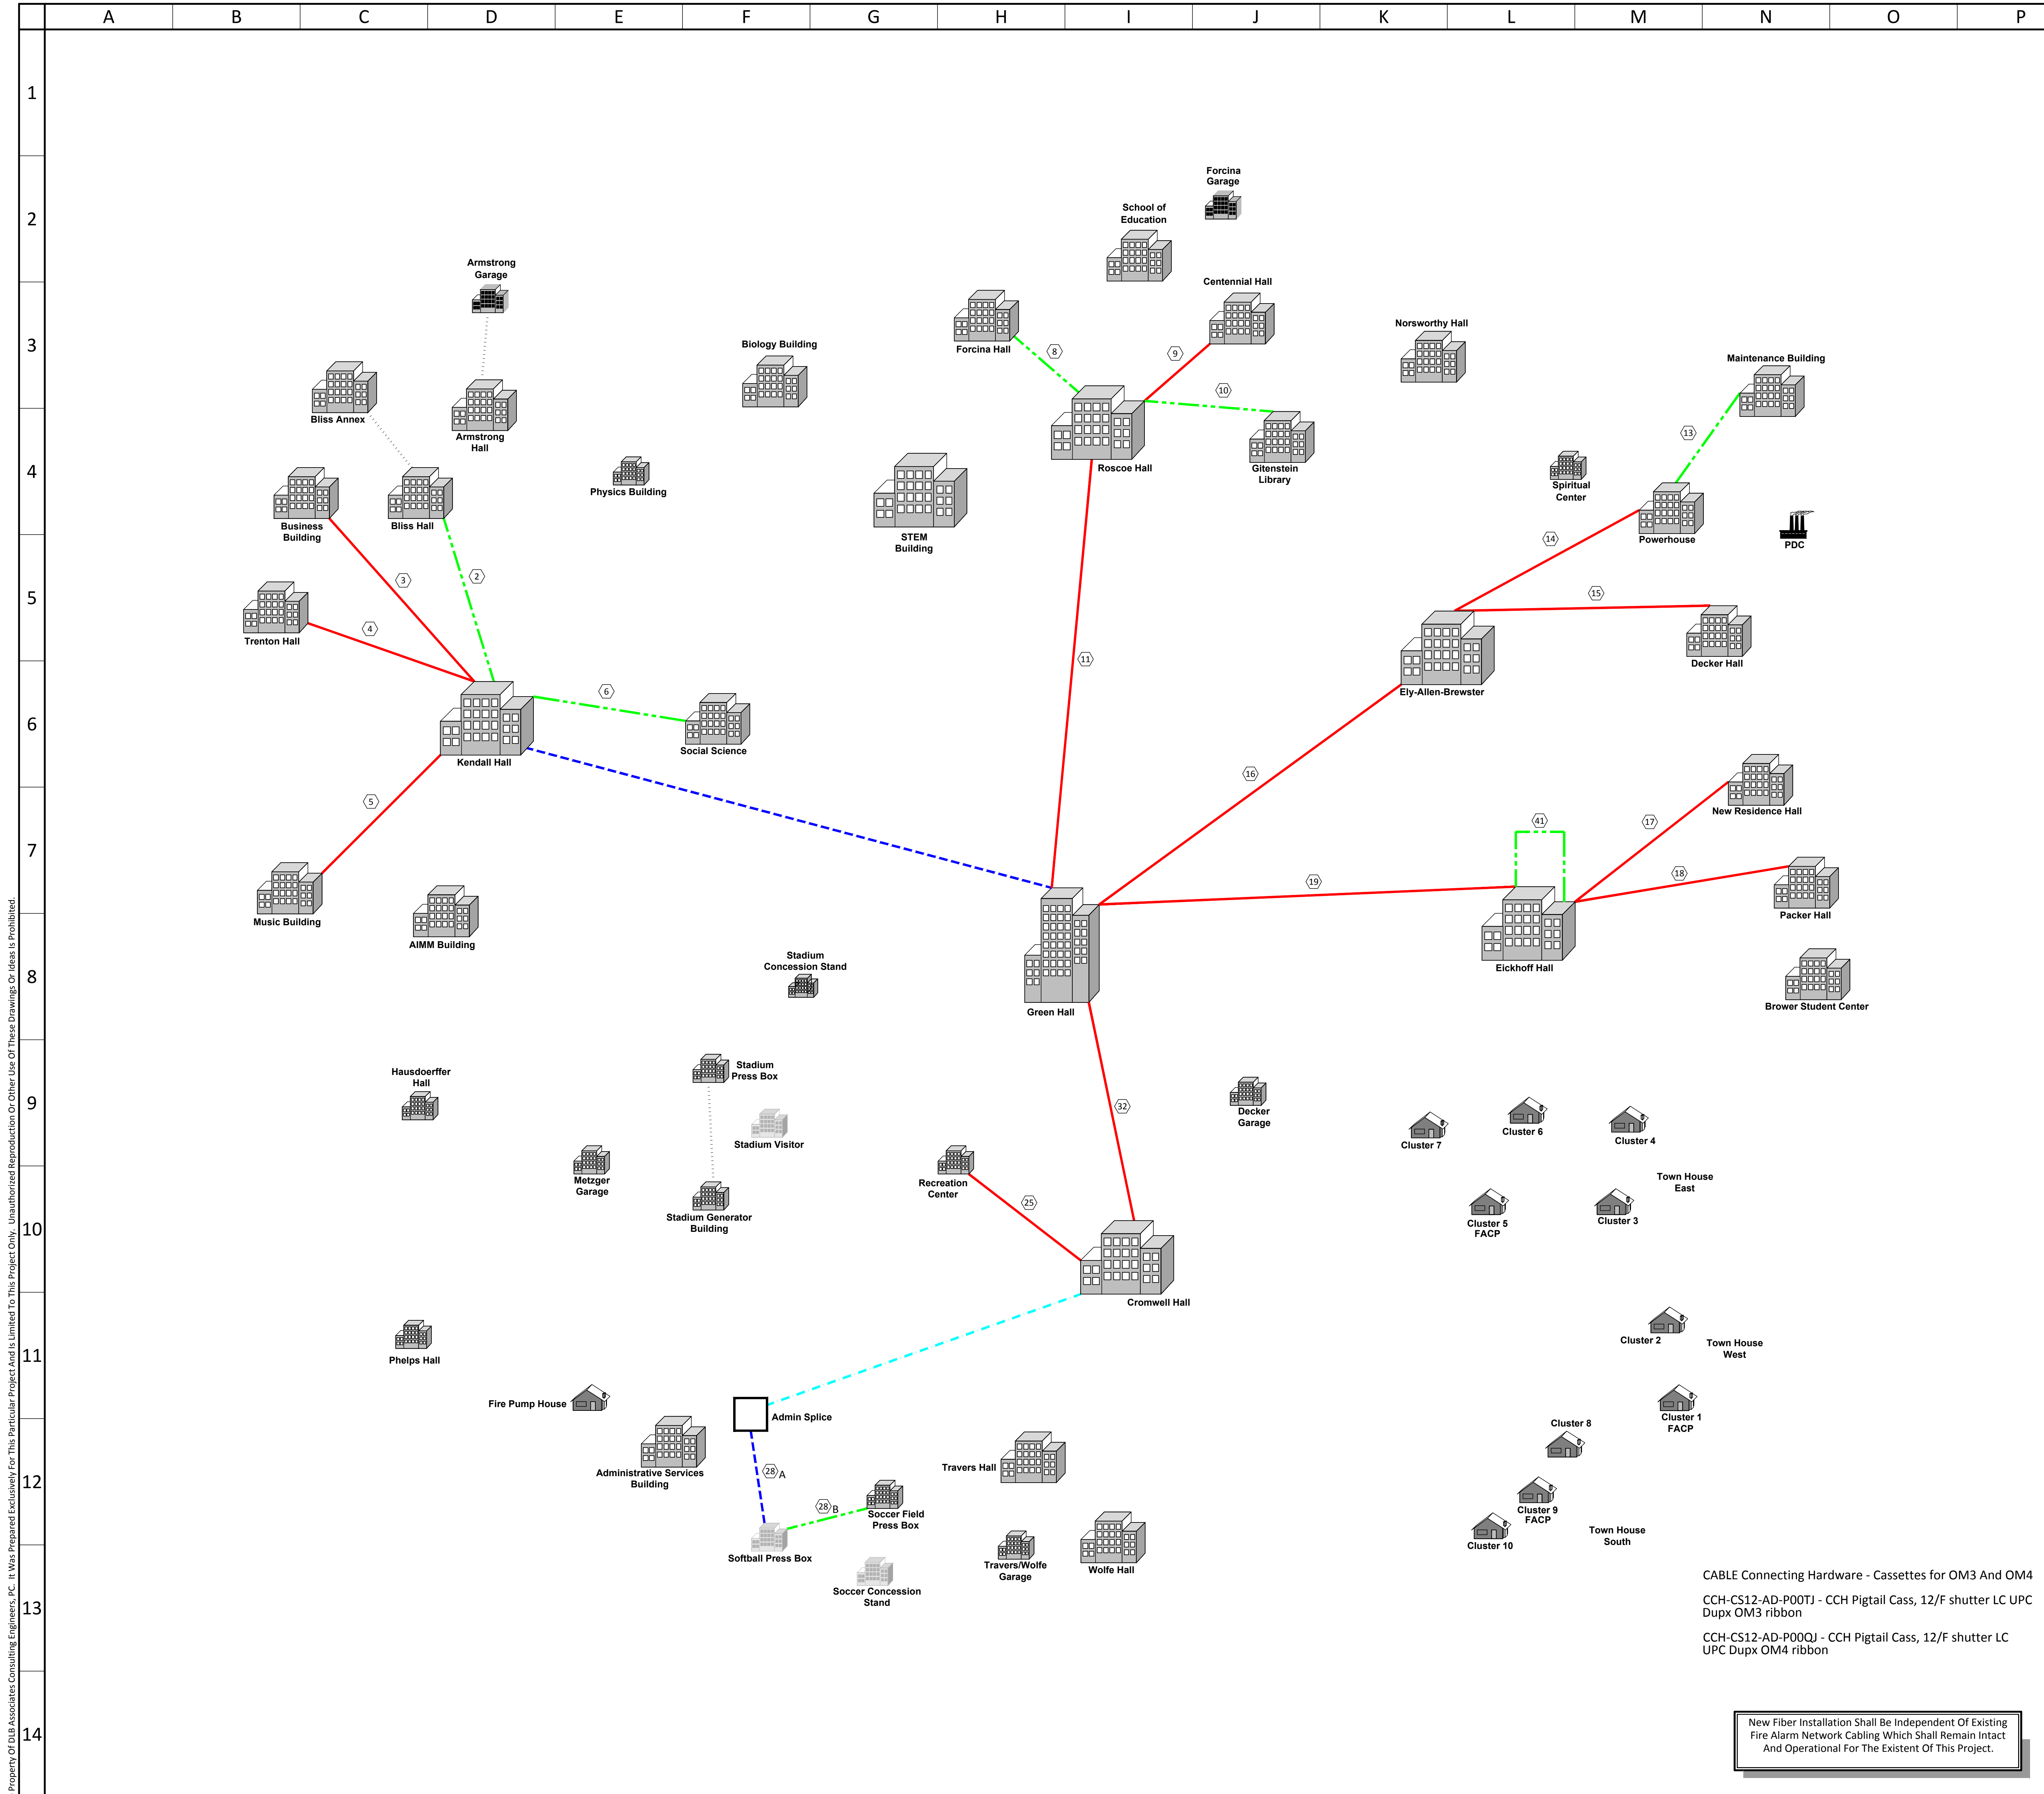 A B C D E F G H I J K L M N O P
1
2
3
4
5
6
7
8
9
10
11
12
13
14
Property Of DLB Associates Consulting Engineers, PC. It Was Prepared Exclusively For This Particular Project And Is Limited To This Project Only. Unauthorized Reproduction Or Other Use Of These Drawings Or Ideas Is Prohibited.
Forcina
Garage
School of
Education
Armstrong
Garage
Centennial Hall
Norsworthy Hall
Biology Building
Forcina Hall
8
9
Maintenance Building
10
Bliss Annex
Armstrong
Hall
13
Roscoe Hall
Gitenstein
Library
Spiritual
Center
Physics Building
Business
Building
Bliss Hall
STEM
Building
14
Powerhouse
PDC
3
2
15
4
Trenton Hall
11
Decker Hall
6
Ely-Allen-Brewster
Social Science
Kendall Hall
16
5
New Residence Hall
41
17
18
19
Music Building
AIMM Building
Packer Hall
Stadium
Concession Stand
Eickhoff Hall
Green Hall
Brower Student Center
Stadium
Press Box
Hausdoerffer
Hall
32
Decker
Garage
Stadium Visitor
Cluster 7
Cluster 6
Cluster 4
Metzger
Garage
Recreation
Center
25
Town House
East
Stadium Generator
Building
Cluster 5
FACP
Cluster 3
Cromwell Hall
Cluster 2
Town House
West
Phelps Hall
Fire Pump House
Admin Splice
Cluster 1
FACP
Cluster 8
Administrative Services
Building
28 A
Travers Hall
28 B
Soccer Field
Press Box
Cluster 9
FACP
Town House
South
Cluster 10
Softball Press Box
Travers/Wolfe
Garage
Wolfe Hall
Soccer Concession
Stand
CABLE Connecting Hardware - Cassettes for OM3 And OM4
CCH-CS12-AD-P00TJ - CCH Pigtail Cass, 12/F shutter LC UPC
Dupx OM3 ribbon
CCH-CS12-AD-P00QJ - CCH Pigtail Cass, 12/F shutter LC
UPC Dupx OM4 ribbon
New Fiber Installation Shall Be Independent Of Existing
Fire Alarm Network Cabling Which Shall Remain Intact
And Operational For The Existent Of This Project.